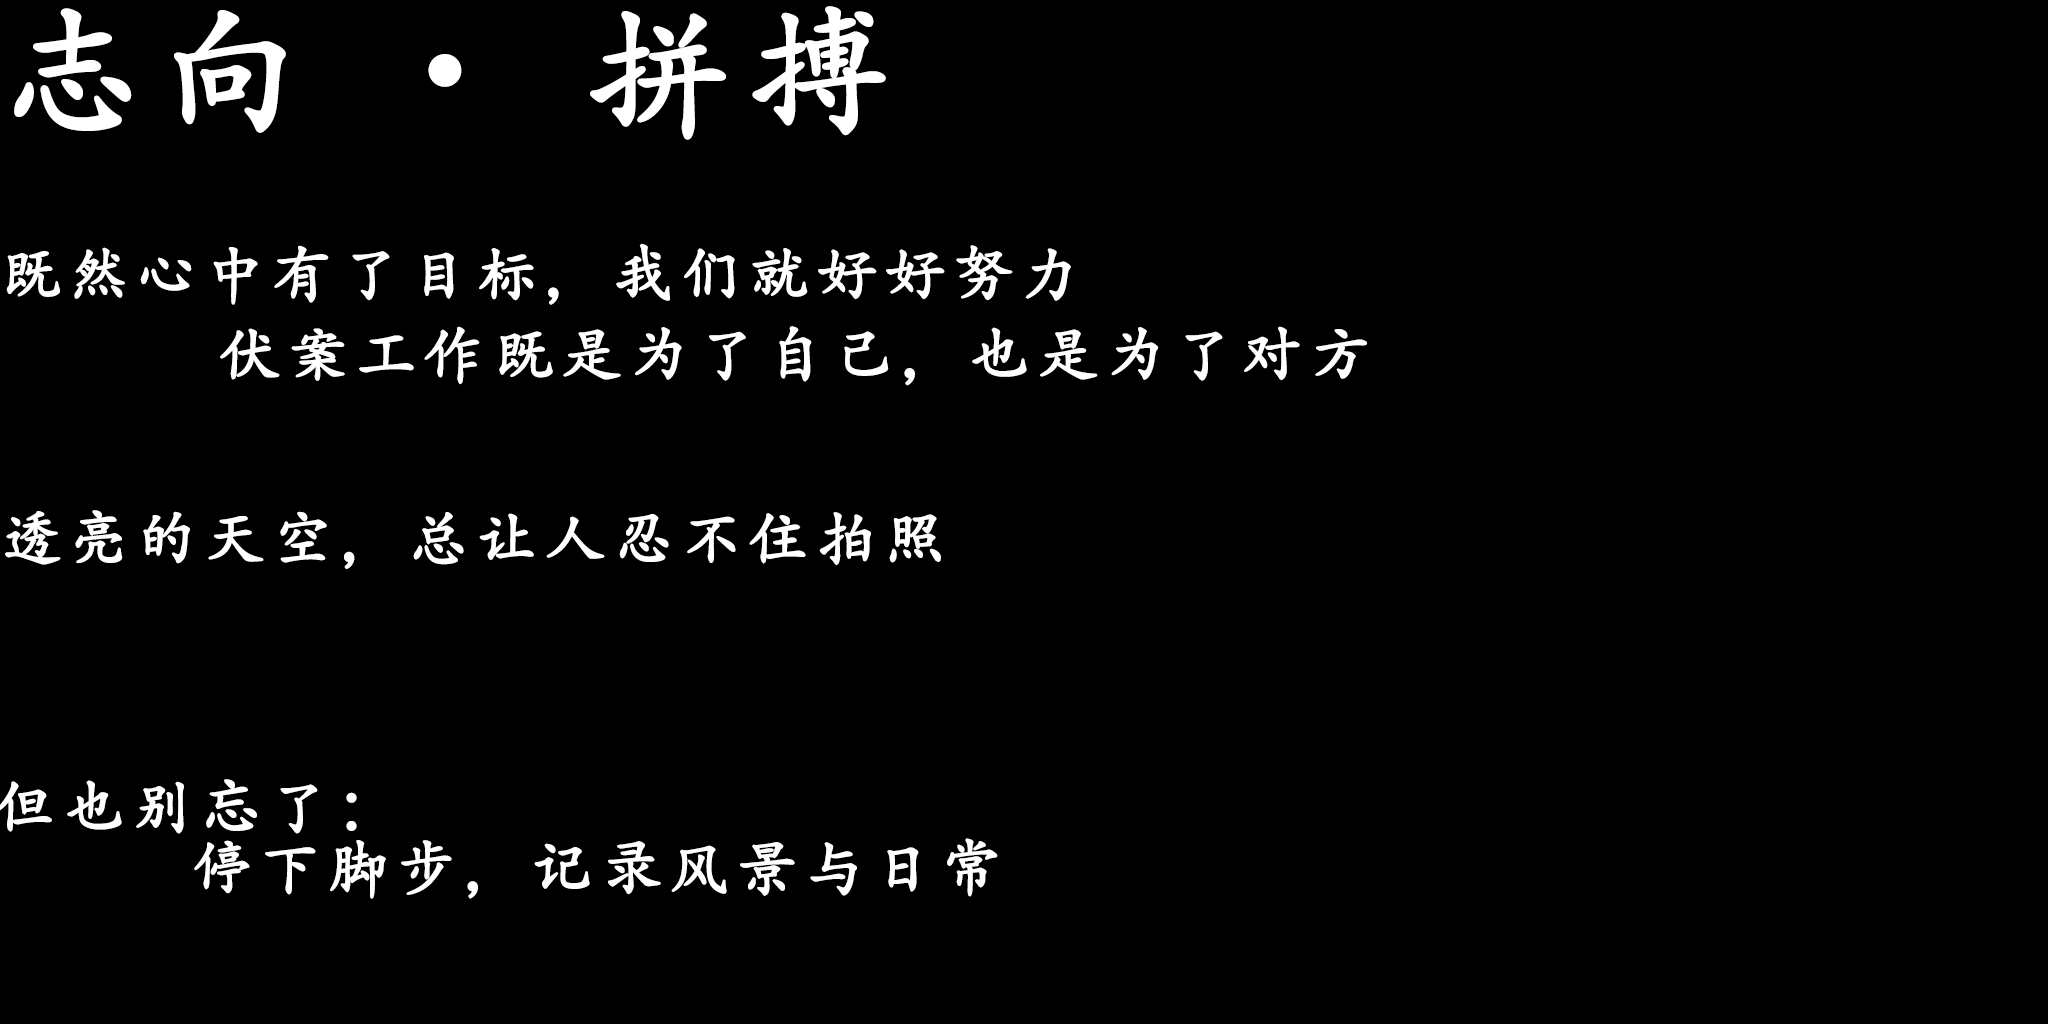 志向 · 拼搏
既然心中有了目标，我们就好好努力
伏案工作既是为了自己，也是为了对方
透亮的天空，总让人忍不住拍照
但也别忘了：
停下脚步，记录风景与日常